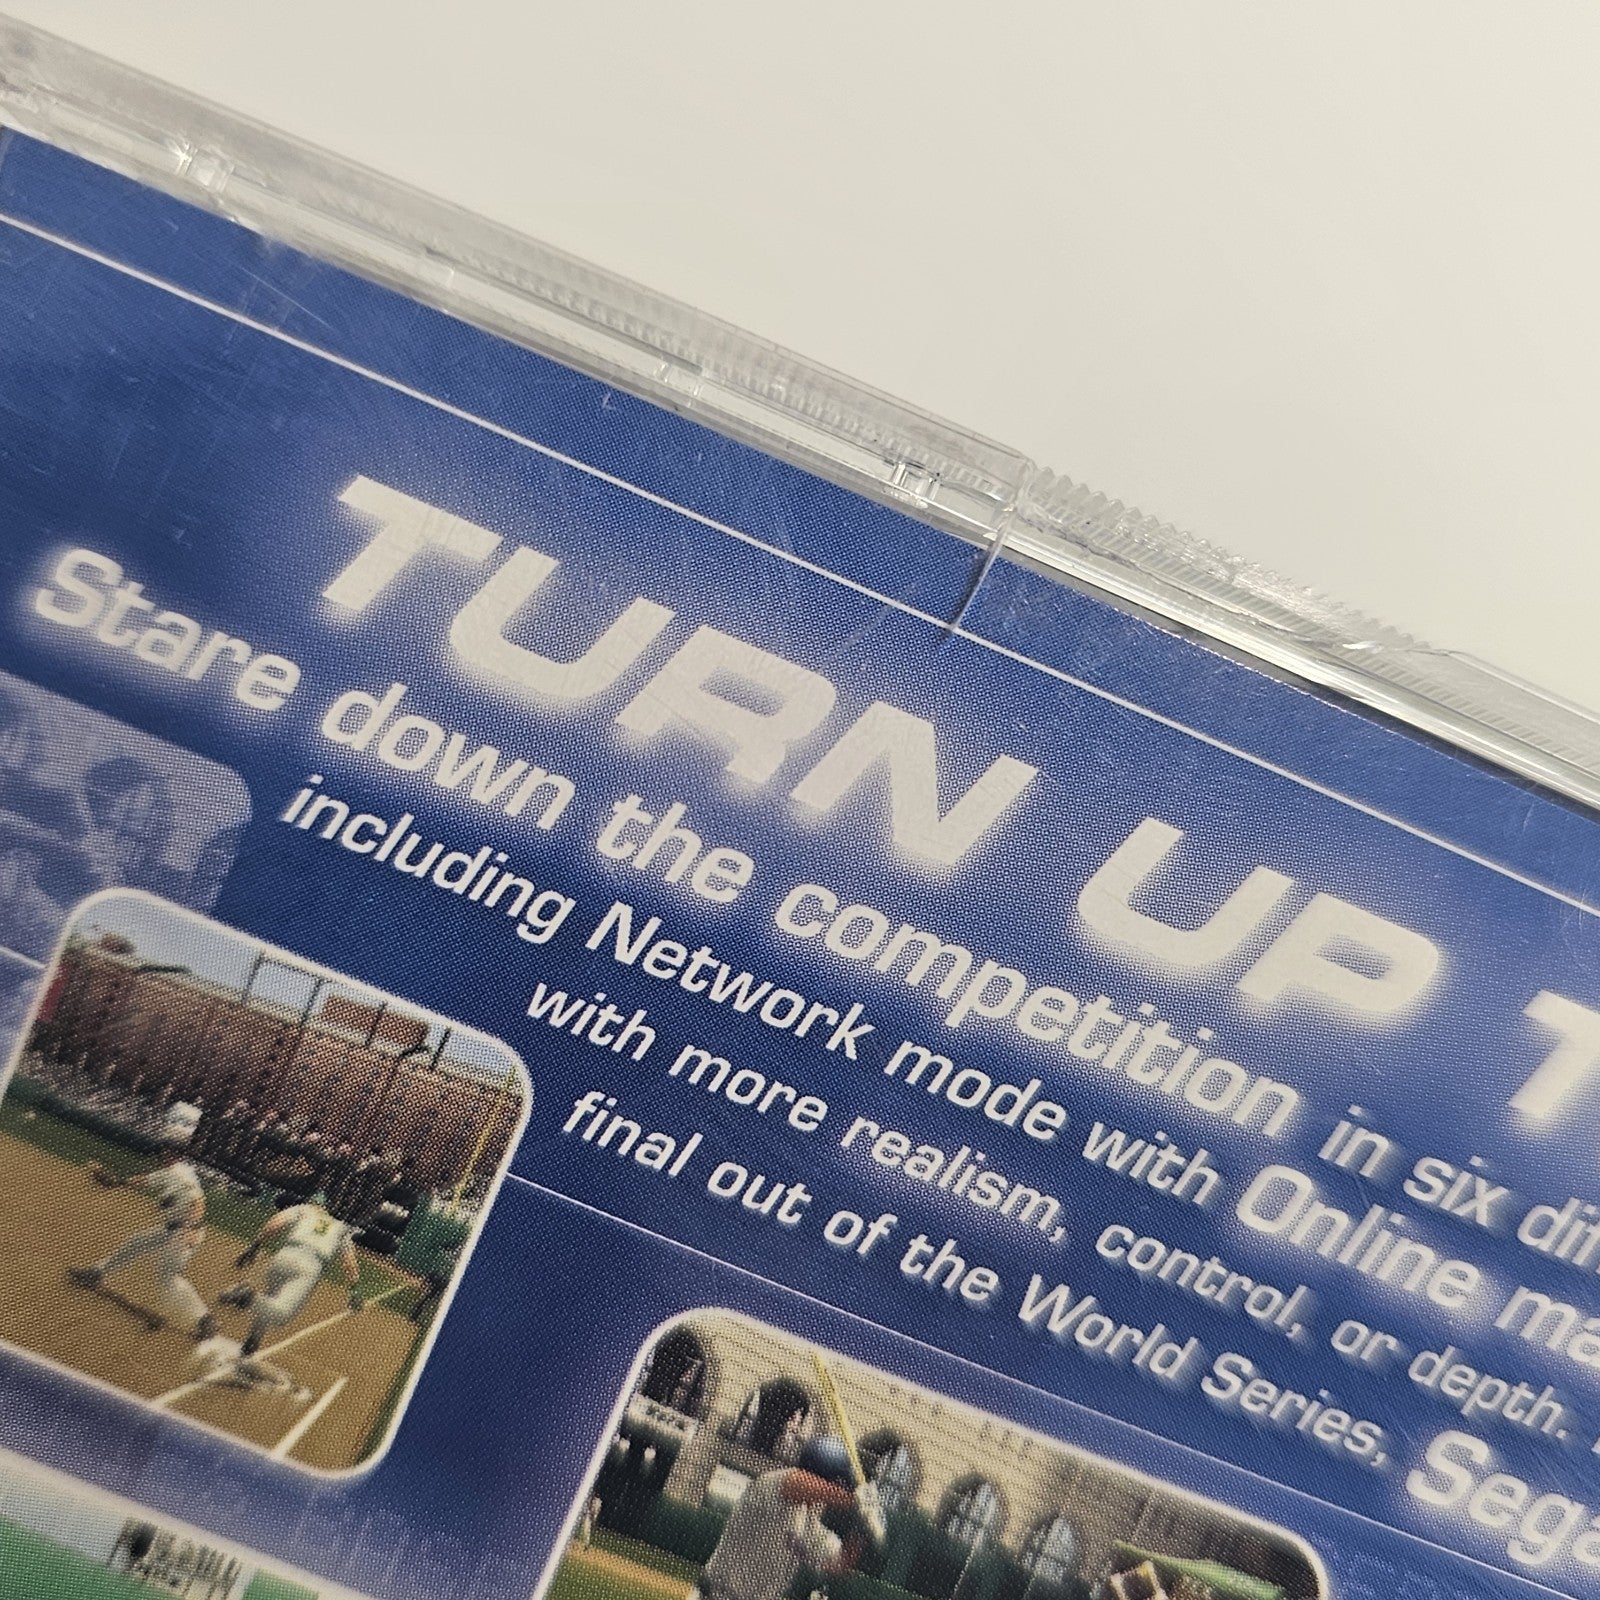 TURN UP
Stare down the competition in six
including Network mode with Online
with more realism, control, or depth.
final out of the World Series, Sega